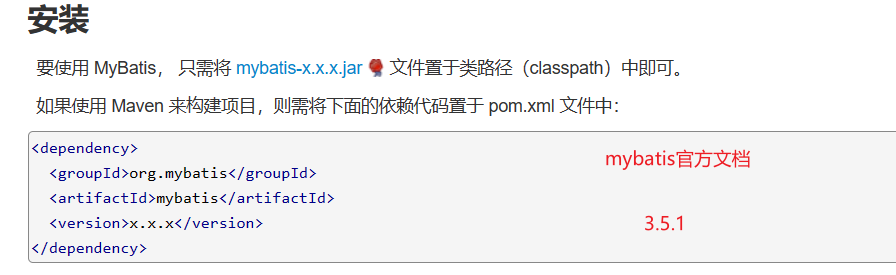 安装
要使用 MyBatis， 只需将 mybatis-x.x.x.jar 文件置于类路径（classpath）中即可。
如果使用 Maven 来构建项目，则需将下面的依赖代码置于 pom.xml 文件中：
<dependency>
<groupId>org.mybatis</groupId>
mybatis官方文档
<artifactId>mybatis</artifactId>
<version>x.x.x</version>
3.5.1
</dependency>